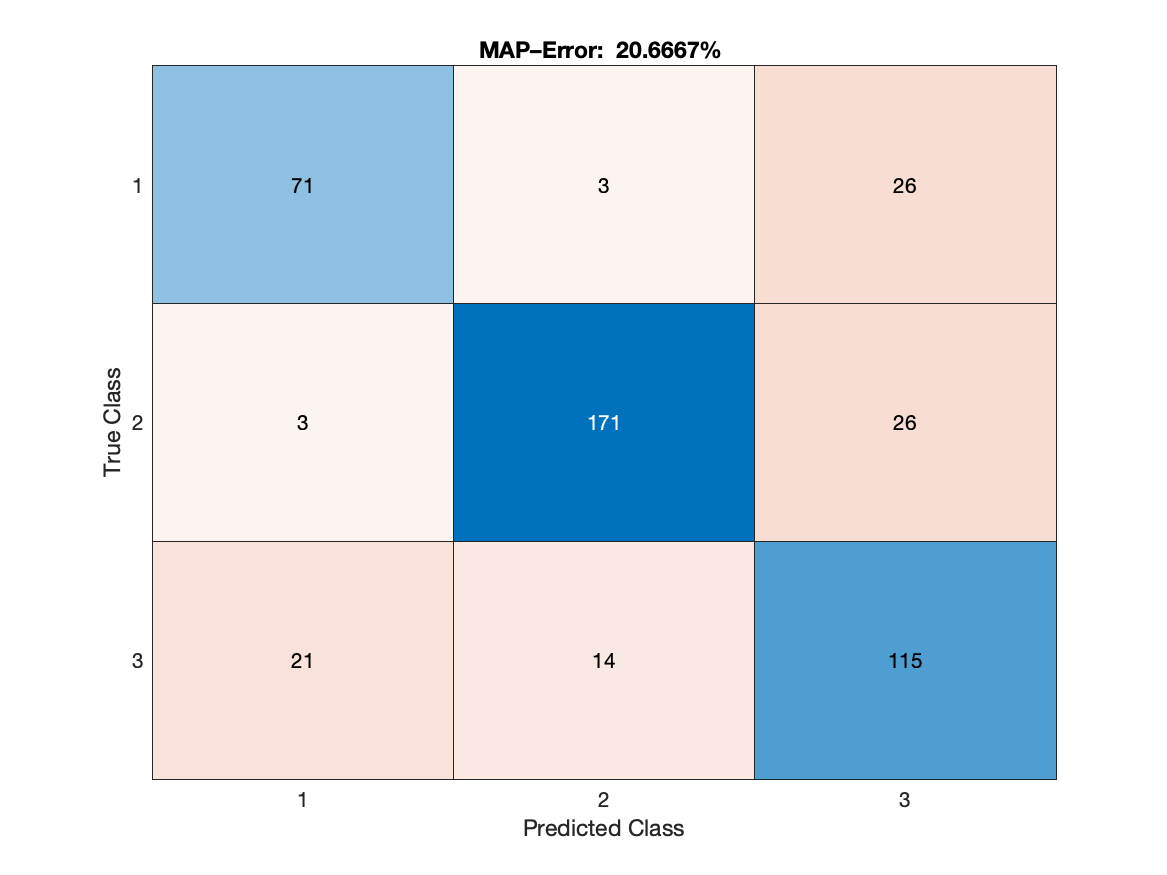 MAP–Error: 20.6667%
1 71 3 26
2 3 171 26
3 21 14 115
True Class
1 2 3
Predicted Class